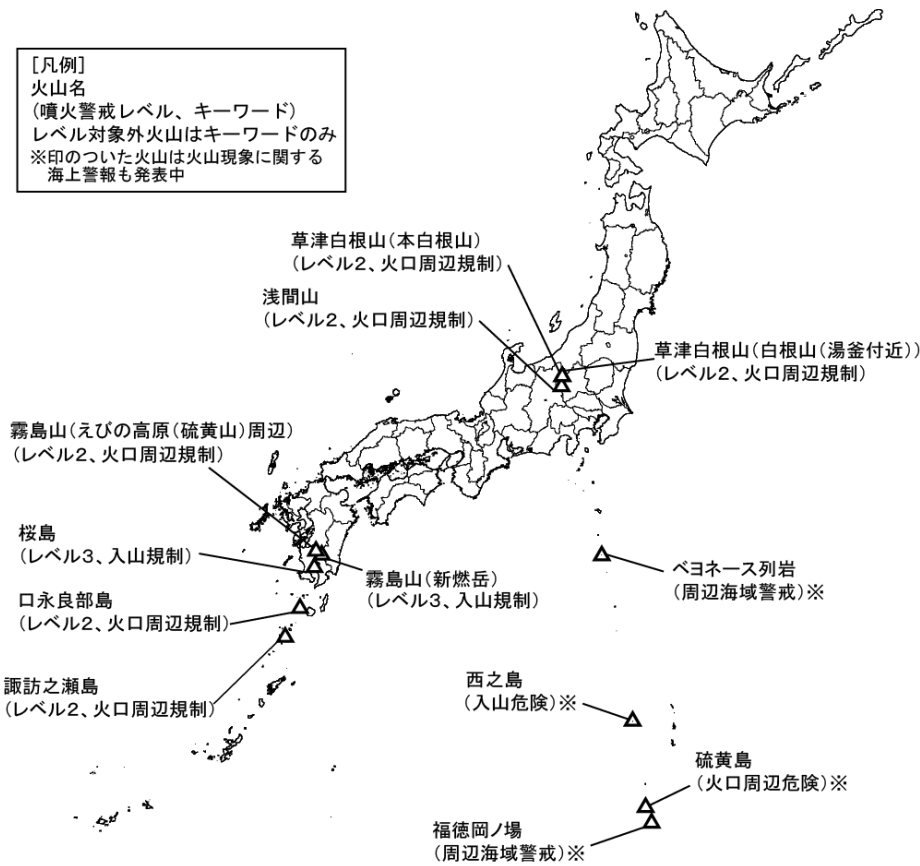 ［凡例］
火山名
（噴火警戒レベル、キーワード）
レベル対象外火山はキーワードのみ
※印のついた火山は火山現象に関する
海上警報も発表中
草津白根山（本白根山）
（レベル２、火口周辺規制）
浅間山
（レベル２、火口周辺規制）
草津白根山（白根山（湯釜付近））
（レベル２、火口周辺規制）
霧島山（えびの高原（硫黄山）周辺）
（レベル２、火口周辺規制）
桜島
（レベル３、入山規制）
霧島山（新燃岳）
（レベル３、入山規制）
口永良部島
（レベル２、火口周辺規制）
諏訪之瀬島
（レベル２、火口周辺規制）
ベヨネース列岩
（周辺海域警戒）※
西之島
（入山危険）※
硫黄島
（火口周辺危険）※
福徳岡ノ場
（周辺海域警戒）※